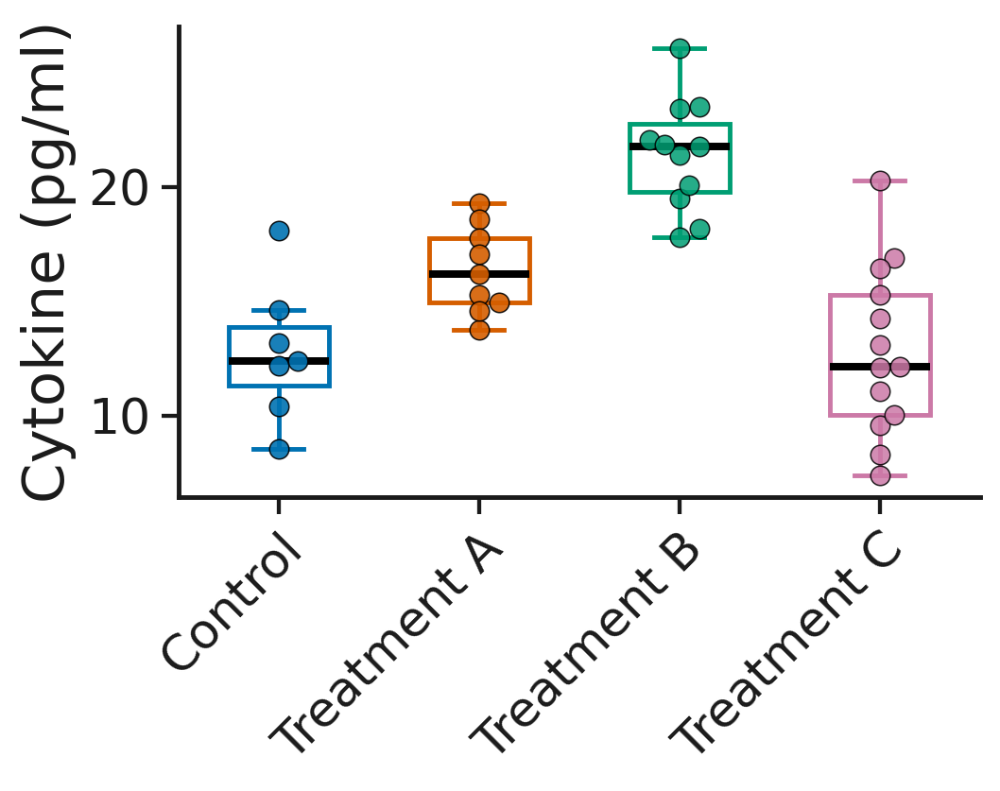 Cytokine (pg/ml)
20
10
Control
Treatment A
Treatment B
Treatment C